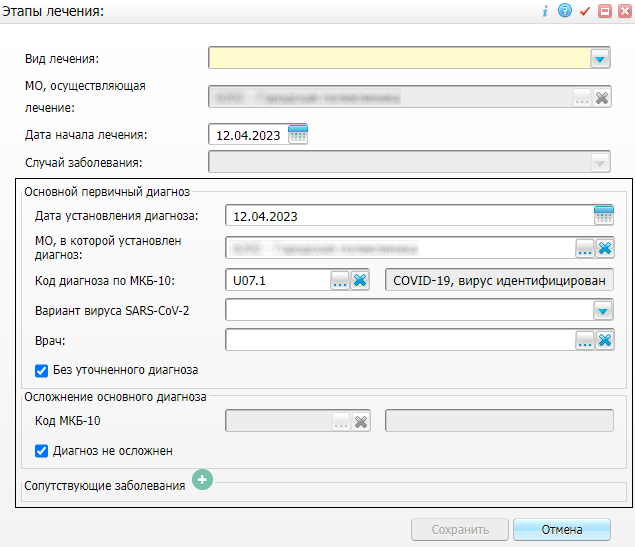 Этапы лечения:
Вид лечения:
МО, осуществляющая
лечение:
Дата начала лечения:
12.04.2023
Случай заболевания:
Основной первичный диагноз
Дата установления диагноза:
12.04.2023
МО, в которой установлен
диагноз:
Код диагноза по МКБ-10:
U07.1
COVID-19, вирус идентифицирован
Вариант вируса SARS-CoV-2
Врач:
Без уточненного диагноза
Осложнение основного диагноза
Код МКБ-10
Диагноз не осложнен
Сопутствующие заболевания
Сохранить
Отмена